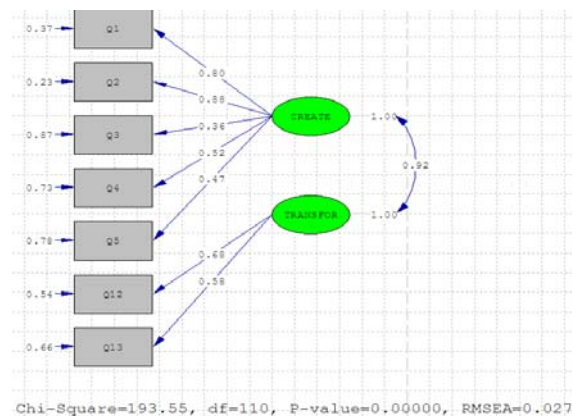 0.37 Q1
0.80
0.23 Q2
0.88
0.87 Q3
0.36
CREATE 1.00
0.52
0.73 Q4
0.47
0.92
0.78 Q5
TRANSFOR 1.00
0.68
0.54 Q12
0.58
0.66 Q13
Chi-Square=193.55, df=110, P-value=0.00000, RMSEA=0.027